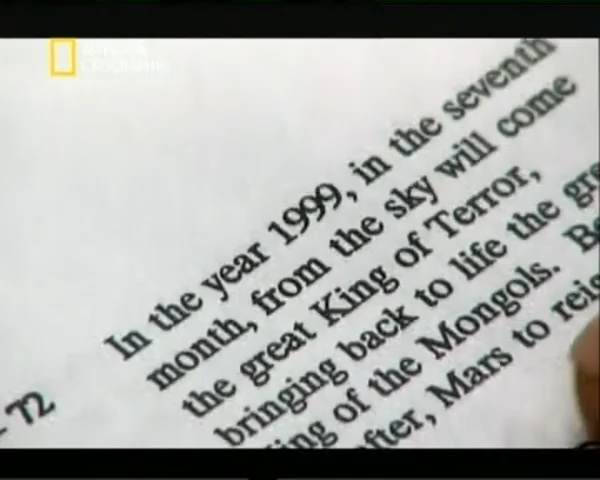 NATIONAL
GEOGRAPHIC
In the year 1999, in the seventh
month, from the sky will come
the great King of Terror,
bringing back to life the gre
ing of the Mongols. Be
after, Mars to reig
72